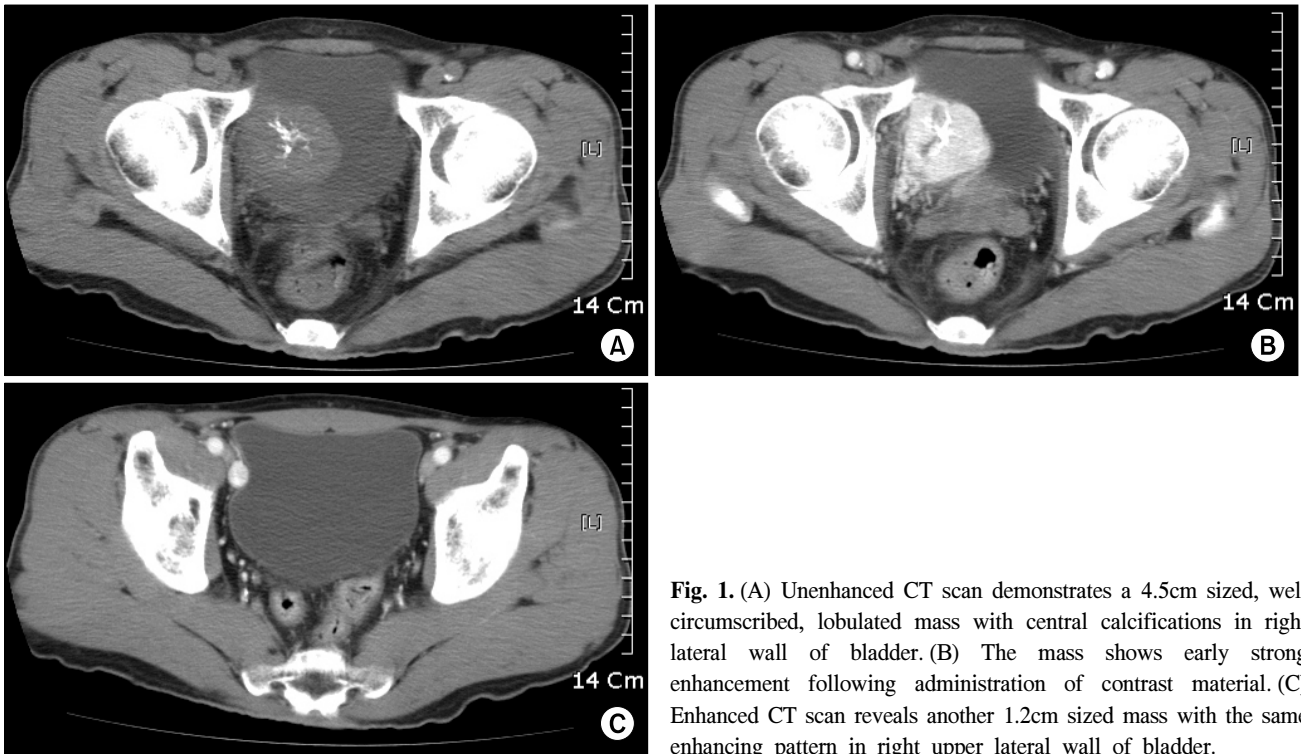 [L]
14 Cm
A
[L]
14 Cm
B
[L]
14 Cm
C
Fig. 1. (A) Unenhanced CT scan demonstrates a 4.5cm sized, wel
circumscribed, lobulated mass with central calcifications in righ
lateral wall of bladder. (B) The mass shows early strong
enhancement following administration of contrast material. (C)
Enhanced CT scan reveals another 1.2cm sized mass with the same
enhancing pattern in right upper lateral wall of bladder.